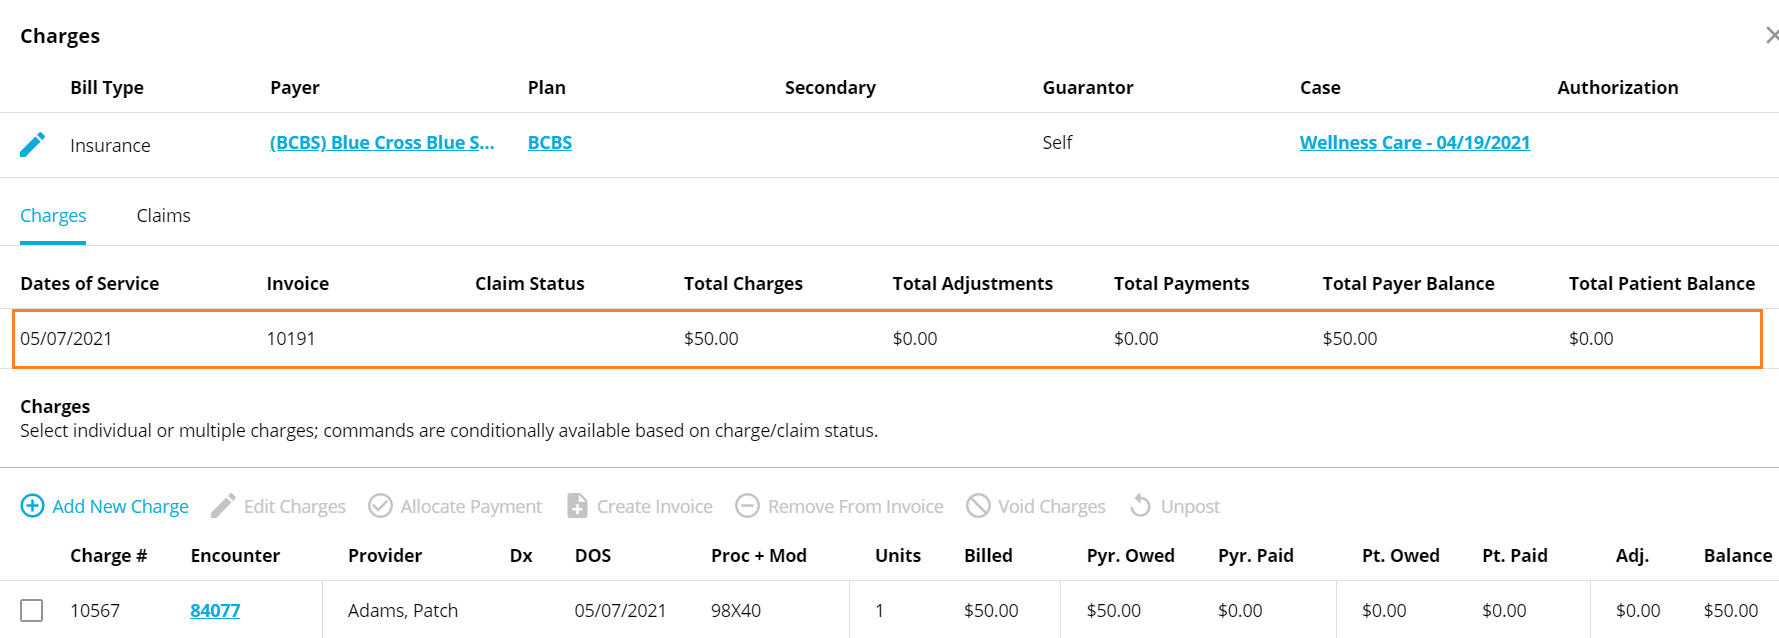 Charges
Bill Type Payer Plan Secondary Guarantor Case Authorization
Insurance (BCBS) Blue Cross Blue S... BCBS Self Wellness Care - 04/19/2021
Charges Claims
Dates of Service Invoice Claim Status Total Charges Total Adjustments Total Payments Total Payer Balance Total Patient Balance
05/07/2021 10191 $50.00 $0.00 $0.00 $50.00 $0.00
Charges
Select individual or multiple charges; commands are conditionally available based on charge/claim status.
Add New Charge Edit Charges Allocate Payment Create Invoice Remove From Invoice Void Charges Unpost
Charge # Encounter Provider Dx DOS Proc + Mod Units Billed Pyr. Owed Pyr. Paid Pt. Owed Pt. Paid Adj. Balance
10567 84077 Adams, Patch 05/07/2021 98X40 1 $50.00 $50.00 $0.00 $0.00 $0.00 $0.00 $50.00